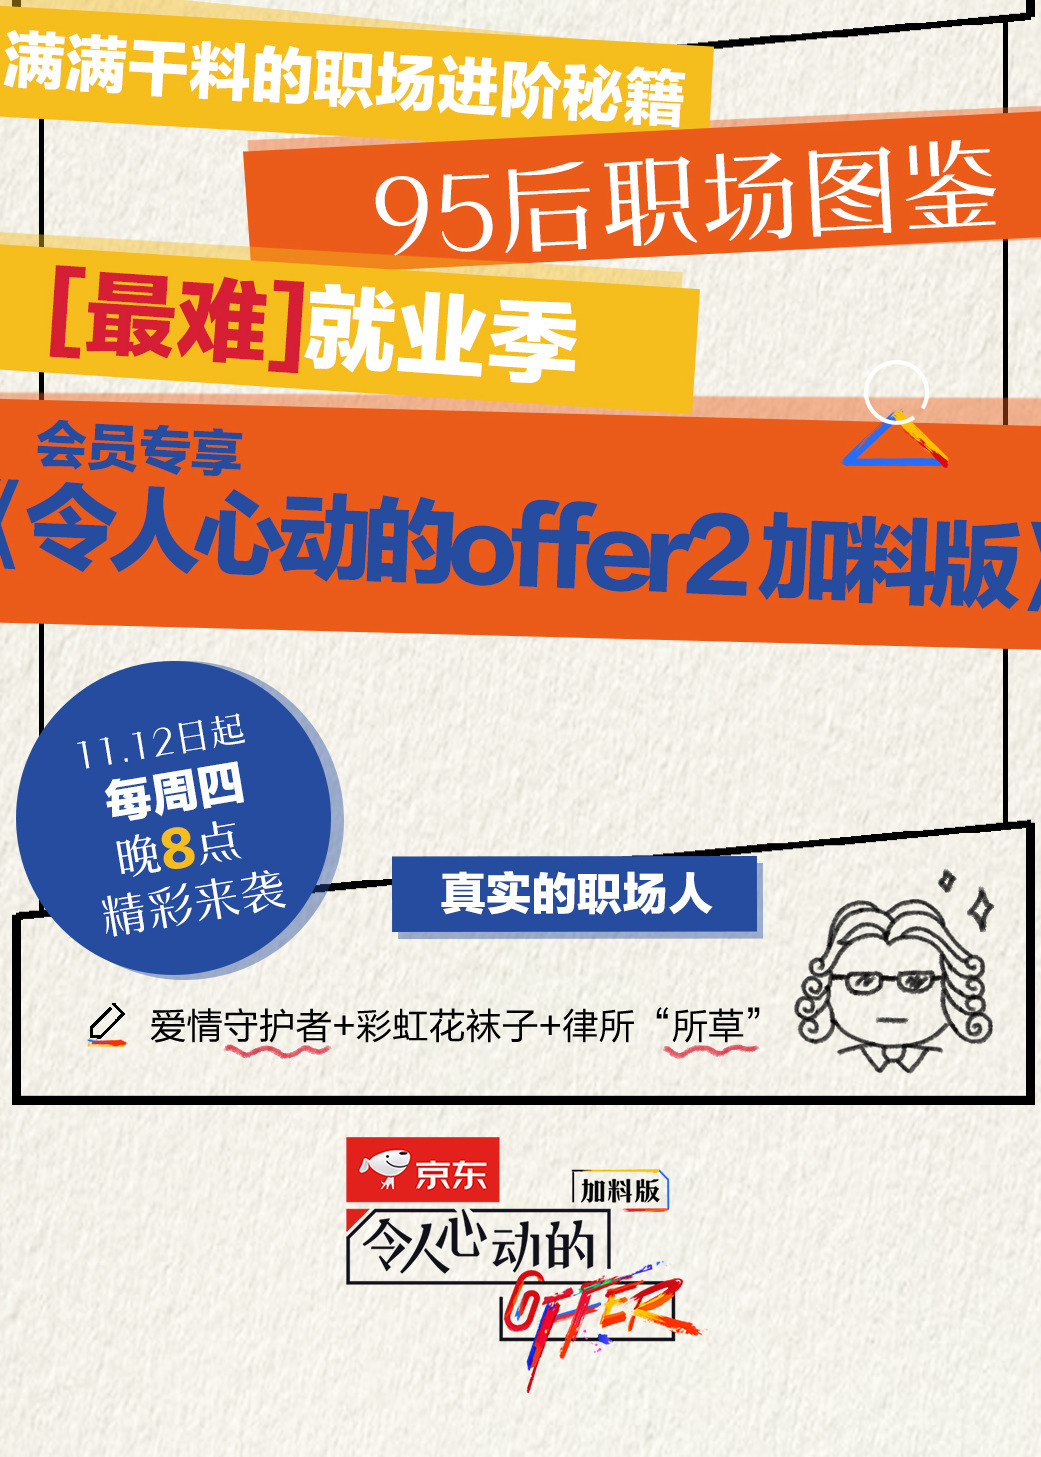 满满干料的职场进阶秘籍
95后职场图鉴
[最难]就业季
会员专享
《令人心动的offer2加料版》
11.12日起
每周四
晚8点
精彩来袭
真实的职场人
爱情守护者+彩虹花袜子+律所“所草”
京东
加料版
令人心动的
OFFER